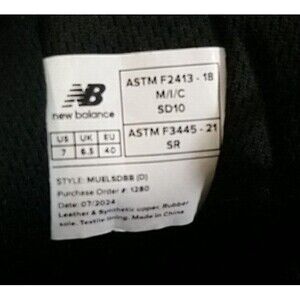 NB
new balance
US UK EU
7 6.5 40
ASTM F2413 - 18
M/I/C
SD10
ASTM F3445 - 21
SR
STYLE: MUELSDBB (D)
Purchase Order #: 1280
Date: 07/2024
Leather & Synthetic upper, Rubber
sole. Textile lining. Made in China